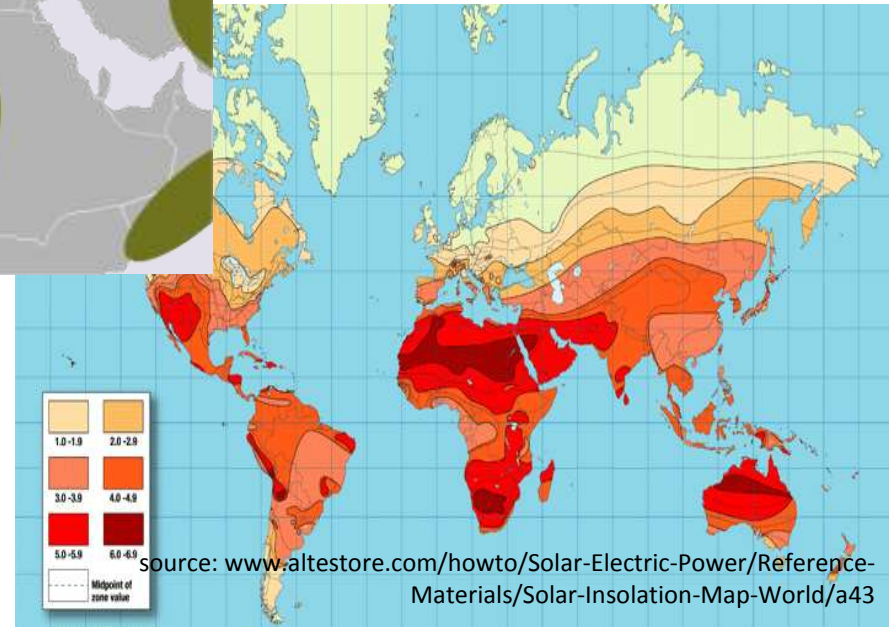 1.0 -1.9
2.0 -2.9
3.0 -3.9
4.0 -4.9
5.0 -5.9
6.0 -6.9
Midpoint of
zone value
source: www.altestore.com/howto/Solar-Electric-Power/Reference-
Materials/Solar-Insolation-Map-World/a43